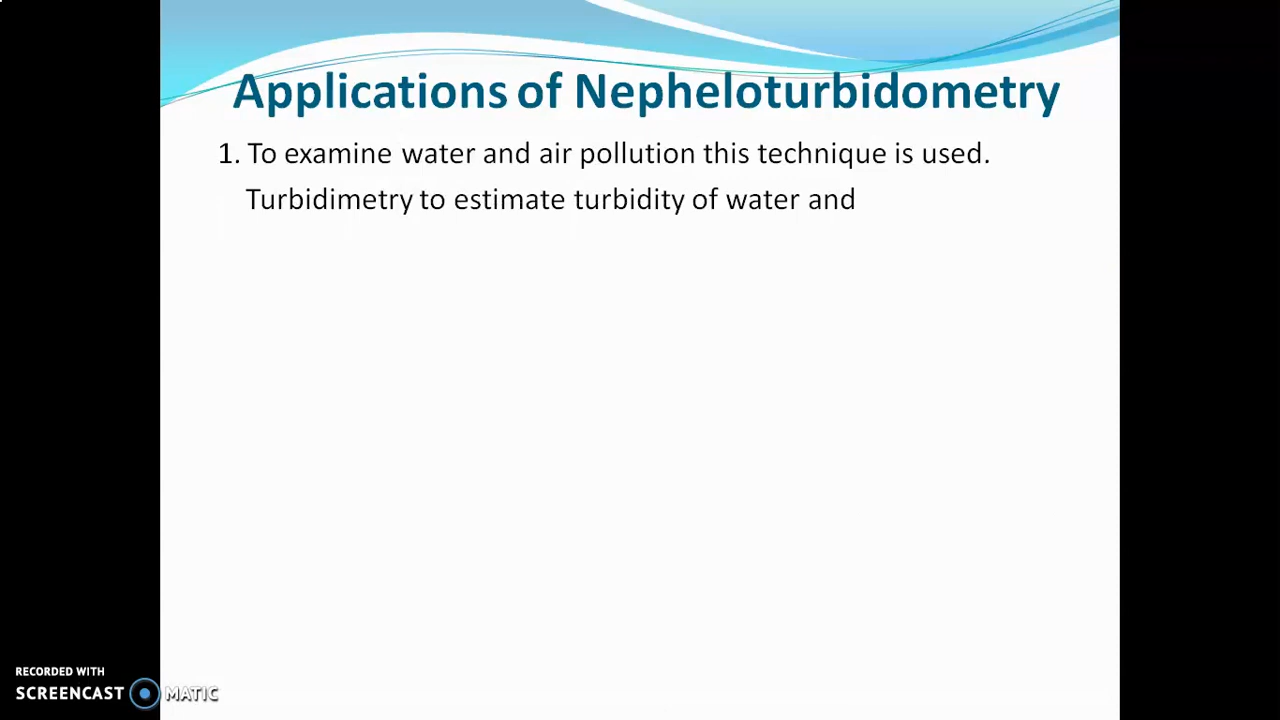 Applications of Nepheloturbidometry
1. To examine water and air pollution this technique is used.
Turbidimetry to estimate turbidity of water and
RECORDED WITH
SCREENCAST MATIC